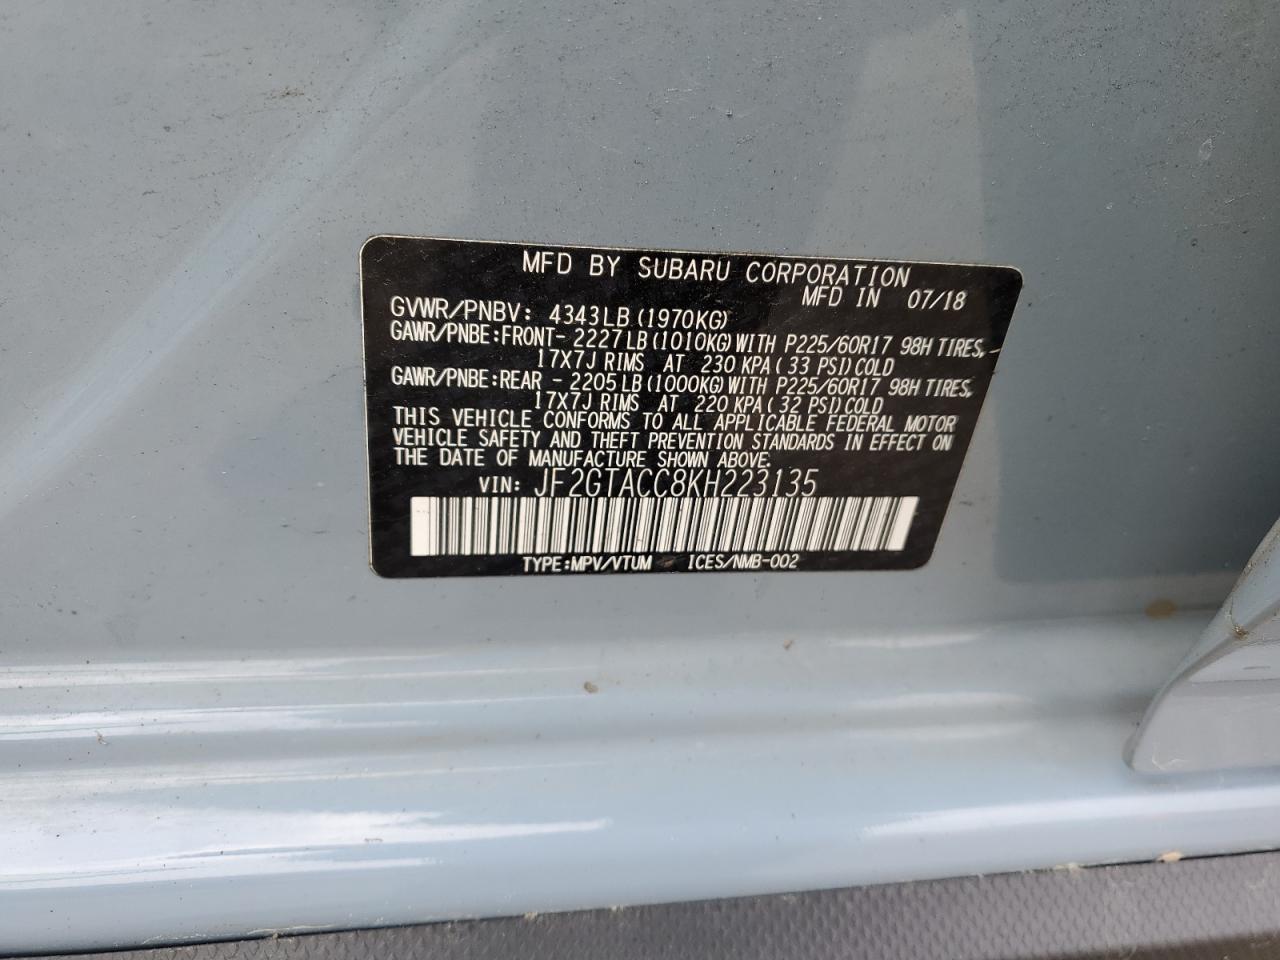 MFD BY SUBARU CORPORATION
MFD IN 07/18
GVWR/PNBV: 4343LB(1970KG)
GAWR/PNBE:FRONT- 2227LB(1010KG)WITH P225/60R17 98H TIRES,
17X7J RIMS AT 230 KPA( 33 PSI)COLD
GAWR/PNBE:REAR - 2205LB(1000KG)WITH P225/60R17 98H TIRES,
17X7J RIMS AT 220 KPA( 32 PSI)COLD
THIS VEHICLE CONFORMS TO ALL APPLICABLE FEDERAL MOTOR
VEHICLE SAFETY AND THEFT PREVENTION STANDARDS IN EFFECT ON
THE DATE OF MANUFACTURE SHOWN ABOVE.
VIN: JF2GTACC8KH223135
TYPE:MPV/VTUM ICES/NMB-002